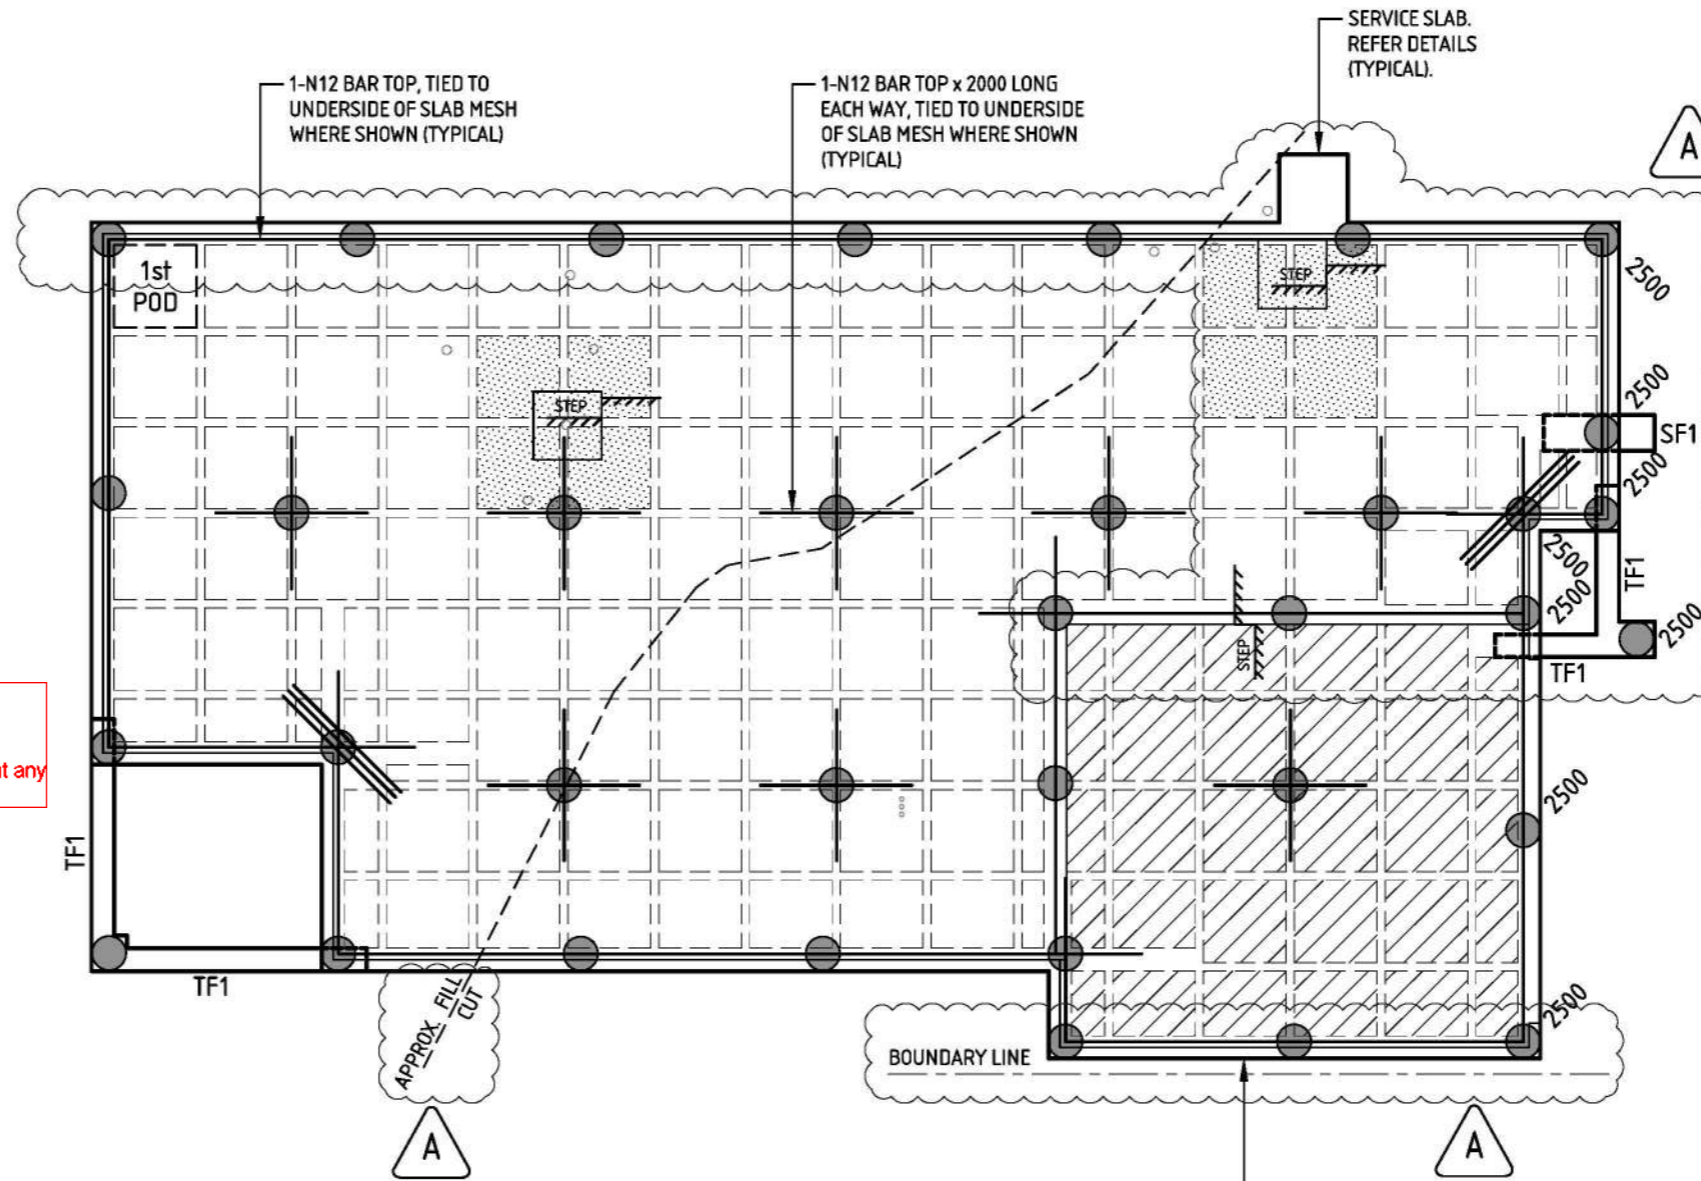 SERVICE SLAB.
REFER DETAILS
(TYPICAL).
1-N12 BAR TOP, TIED TO
UNDERSIDE OF SLAB MESH
WHERE SHOWN (TYPICAL)
1-N12 BAR TOP x 2000 LONG
EACH WAY, TIED TO UNDERSIDE
OF SLAB MESH WHERE SHOWN
(TYPICAL)
A
1st
POD
STEP
2500
2500
STEP
SF1
2500
2500
TF1
2500
2500
STEP
TF1
at any
2500
TF1
TF1
2500
APPROX. FILL
CUT
BOUNDARY LINE
A
A